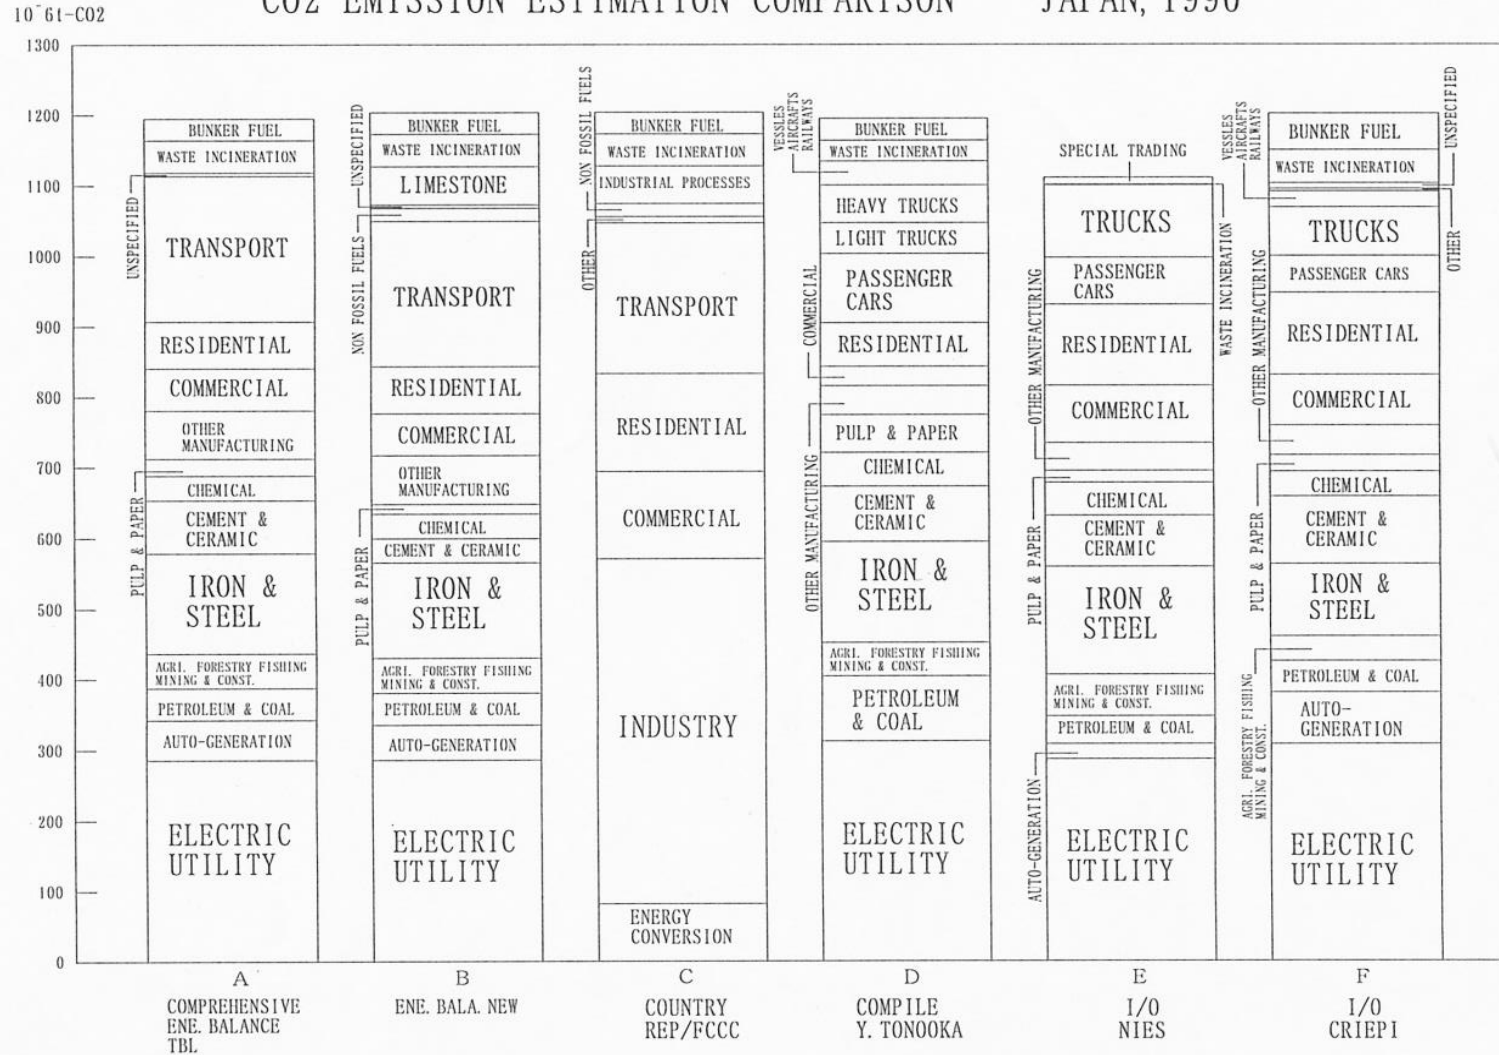 CO2 EMISSION ESTIMATION COMPARISON JAPAN, 1990
10^6t-CO2
1300
1200
1100
1000
900
800
700
600
500
400
300
200
100
0
BUNKER FUEL
WASTE INCINERATION
UNSPECIFIED
TRANSPORT
RESIDENTIAL
COMMERCIAL
OTHER
MANUFACTURING
PULP & PAPER
CHEMICAL
CEMENT &
CERAMIC
IRON &
STEEL
AGRI. FORESTRY FISHING
MINING & CONST.
PETROLEUM & COAL
AUTO-GENERATION
ELECTRIC
UTILITY
A
COMPREHENSIVE
ENE. BALANCE
TBL
BUNKER FUEL
WASTE INCINERATION
LIMESTONE
UNSPECIFIED
NON FOSSIL FUELS
TRANSPORT
RESIDENTIAL
COMMERCIAL
OTHER
MANUFACTURING
PULP & PAPER
CHEMICAL
CEMENT & CERAMIC
IRON &
STEEL
AGRI. FORESTRY FISHING
MINING & CONST.
PETROLEUM & COAL
AUTO-GENERATION
ELECTRIC
UTILITY
B
ENE. BALA. NEW
BUNKER FUEL
WASTE INCINERATION
INDUSTRIAL PROCESSES
NON FOSSIL FUELS
OTHER
TRANSPORT
RESIDENTIAL
COMMERCIAL
INDUSTRY
ENERGY
CONVERSION
C
COUNTRY
REP/FCCC
BUNKER FUEL
WASTE INCINERATION
VESSLES
AIRCRAFTS
RAILWAYS
HEAVY TRUCKS
LIGHT TRUCKS
PASSENGER
CARS
RESIDENTIAL
COMMERCIAL
OTHER MANUFACTURING
PULP & PAPER
CHEMICAL
CEMENT &
CERAMIC
IRON &
STEEL
AGRI. FORESTRY FISHING
MINING & CONST.
PETROLEUM
& COAL
ELECTRIC
UTILITY
D
COMPILE
Y. TONOOKA
SPECIAL TRADING
WASTE INCINERATION
TRUCKS
PASSENGER
CARS
RESIDENTIAL
COMMERCIAL
OTHER MANUFACTURING
PULP & PAPER
CHEMICAL
CEMENT &
CERAMIC
IRON &
STEEL
AGRI. FORESTRY FISHING
MINING & CONST.
PETROLEUM & COAL
AUTO-GENERATION
ELECTRIC
UTILITY
E
I/O
NIES
BUNKER FUEL
WASTE INCINERATION
UNSPECIFIED
OTHER
VESSLES
AIRCRAFTS
RAILWAYS
TRUCKS
PASSENGER CARS
RESIDENTIAL
COMMERCIAL
OTHER MANUFACTURING
PULP & PAPER
CHEMICAL
CEMENT &
CERAMIC
IRON &
STEEL
AGRI. FORESTRY FISHING
MINING & CONST.
PETROLEUM & COAL
AUTO-
GENERATION
ELECTRIC
UTILITY
F
I/O
CRIEPI